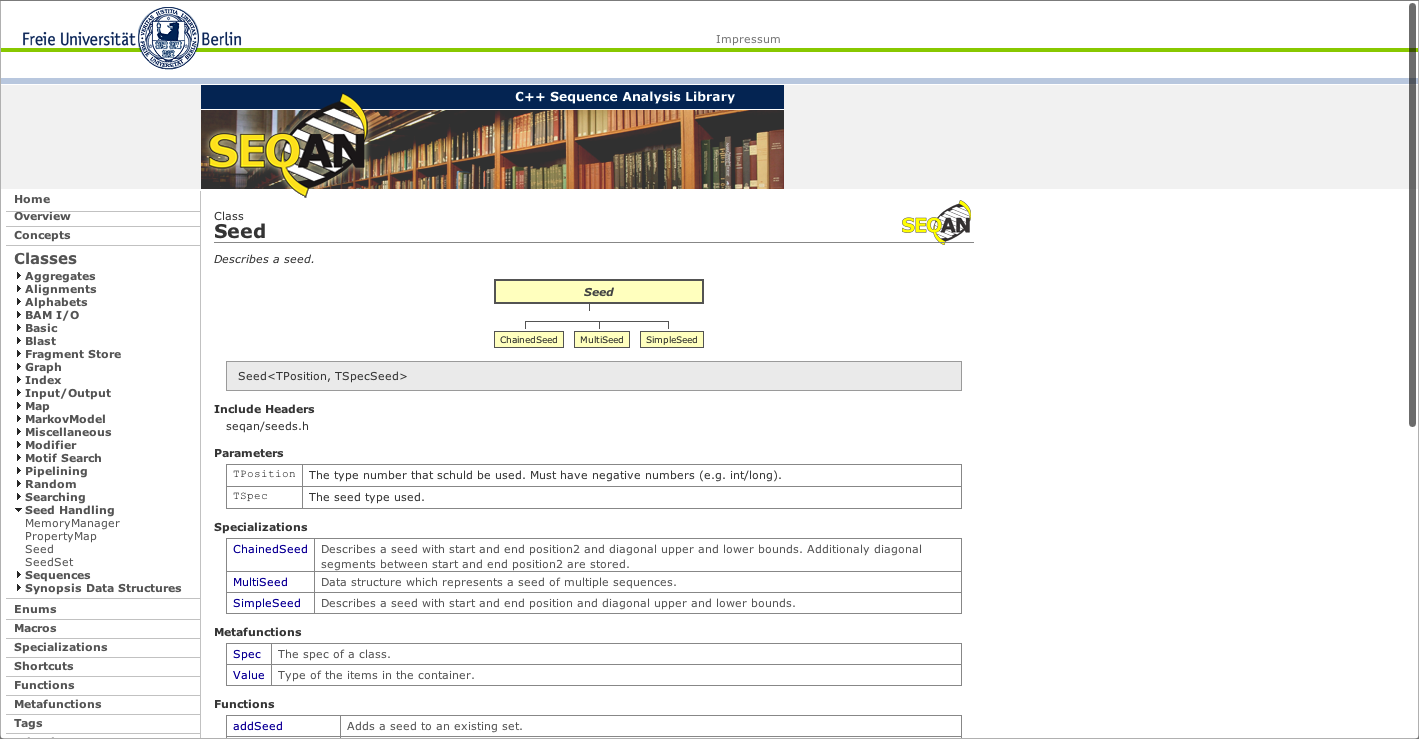 Freie Universität Berlin
Impressum
C++ Sequence Analysis Library
SEQAN
Home
Overview
Concepts
Classes
Aggregates
Alignments
Alphabets
BAM I/O
Basic
Blast
Fragment Store
Graph
Index
Input/Output
Map
MarkovModel
Miscellaneous
Modifier
Motif Search
Pipelining
Random
Searching
Seed Handling
MemoryManager
PropertyMap
Seed
SeedSet
Sequences
Synopsis Data Structures
Enums
Macros
Specializations
Shortcuts
Functions
Metafunctions
Tags
Class
Seed
SEQAN
Describes a seed.
Seed
ChainedSeed MultiSeed SimpleSeed
Seed<TPosition, TSpecSeed>
Include Headers
seqan/seeds.h
Parameters
TPosition The type number that schuld be used. Must have negative numbers (e.g. int/long).
TSpec The seed type used.
Specializations
ChainedSeed Describes a seed with start and end position2 and diagonal upper and lower bounds. Additionaly diagonal
segments between start and end position2 are stored.
MultiSeed Data structure which represents a seed of multiple sequences.
SimpleSeed Describes a seed with start and end position and diagonal upper and lower bounds.
Metafunctions
Spec The spec of a class.
Value Type of the items in the container.
Functions
addSeed Adds a seed to an existing set.